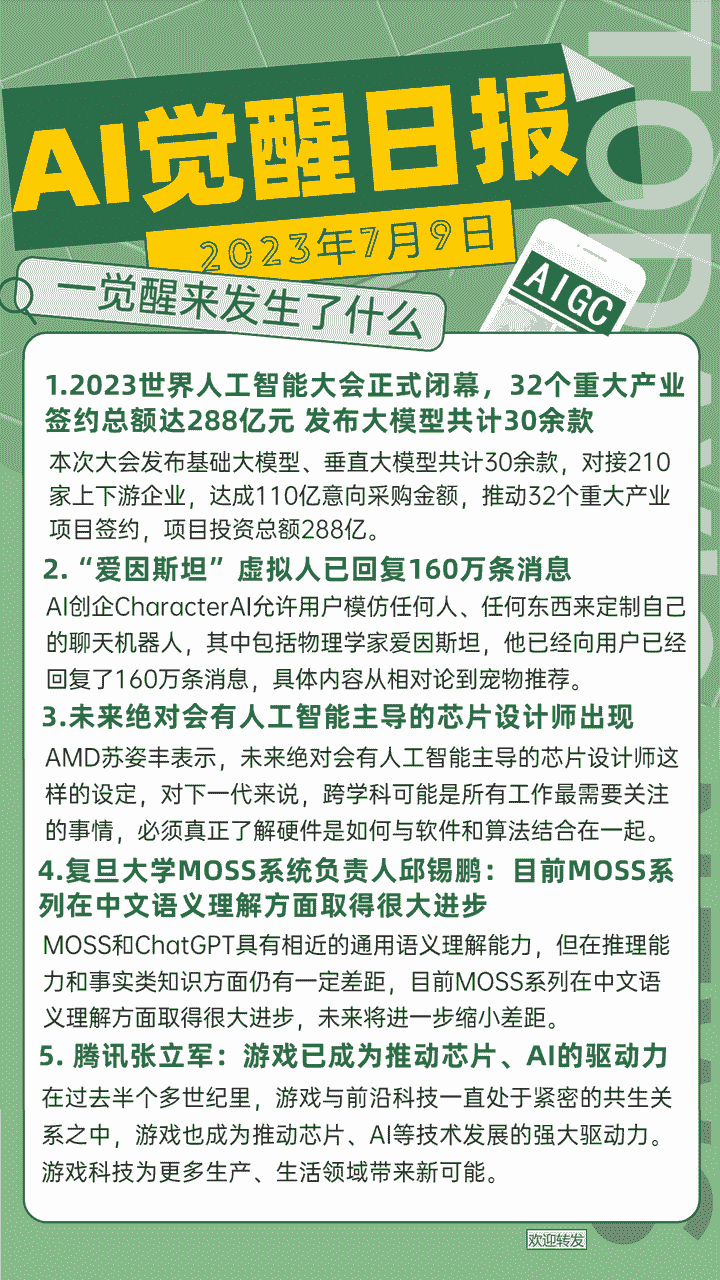 AI觉醒日报
2023年7月9日
一觉醒来发生了什么
AIGC
1.2023世界人工智能大会正式闭幕，32个重大产业
签约总额达288亿元 发布大模型共计30余款
本次大会发布基础大模型、垂直大模型共计30余款，对接210
家上下游企业，达成110亿意向采购金额，推动32个重大产业
项目签约，项目投资总额288亿。
2.“爱因斯坦” 虚拟人已回复160万条消息
AI创企CharacterAI允许用户模仿任何人、任何东西来定制自己
的聊天机器人，其中包括物理学家爱因斯坦，他已经向用户已经
回复了160万条消息，具体内容从相对论到宠物推荐。
3.未来绝对会有人工智能主导的芯片设计师出现
AMD苏姿丰表示，未来绝对会有人工智能主导的芯片设计师这
样的设定，对下一代来说，跨学科可能是所有工作最需要关注
的事情，必须真正了解硬件是如何与软件和算法结合在一起。
4.复旦大学MOSS系统负责人邱锡鹏：目前MOSS系
列在中文语义理解方面取得很大进步
MOSS和ChatGPT具有相近的通用语义理解能力，但在推理能
力和事实类知识方面仍有一定差距，目前MOSS系列在中文语
义理解方面取得很大进步，未来将进一步缩小差距。
5. 腾讯张立军：游戏已成为推动芯片、AI的驱动力
在过去半个多世纪里，游戏与前沿科技一直处于紧密的共生关
系之中，游戏也成为推动芯片、AI等技术发展的强大驱动力。
游戏科技为更多生产、生活领域带来新可能。
欢迎转发